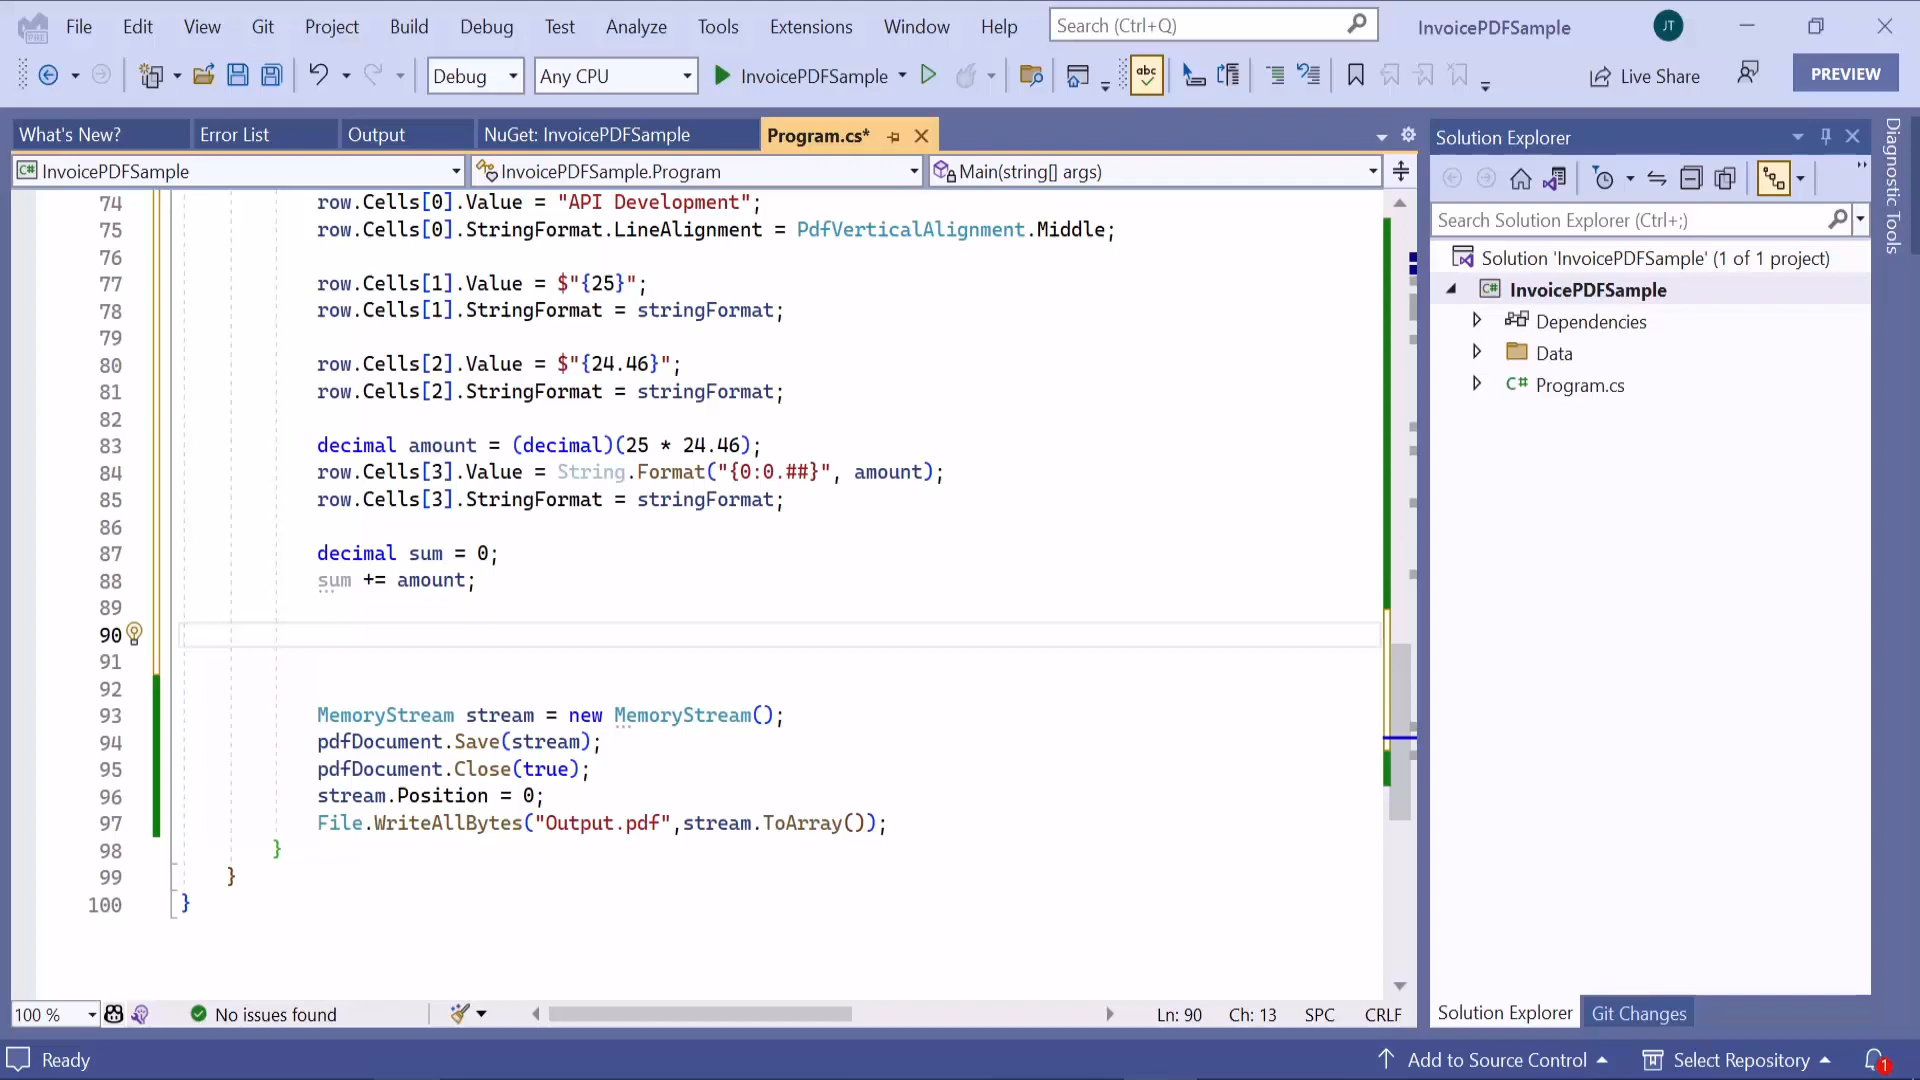 File Edit View Git Project Build Debug Test Analyze Tools Extensions Window Help Search (Ctrl+Q) InvoicePDFSample JT
Debug Any CPU InvoicePDFSample abc Live Share PREVIEW
What's New? Error List Output NuGet: InvoicePDFSample Program.cs*
C# InvoicePDFSample InvoicePDFSample.Program Main(string[] args)
74 row.Cells[0].Value = "API Development";
75 row.Cells[0].StringFormat.LineAlignment = PdfVerticalAlignment.Middle;
76
77 row.Cells[1].Value = $"{25}";
78 row.Cells[1].StringFormat = stringFormat;
79
80 row.Cells[2].Value = $"{24.46}";
81 row.Cells[2].StringFormat = stringFormat;
82
83 decimal amount = (decimal)(25 * 24.46);
84 row.Cells[3].Value = String.Format("{0:0.##}", amount);
85 row.Cells[3].StringFormat = stringFormat;
86
87 decimal sum = 0;
88 sum += amount;
89
90
91
92
93 MemoryStream stream = new MemoryStream();
94 pdfDocument.Save(stream);
95 pdfDocument.Close(true);
96 stream.Position = 0;
97 File.WriteAllBytes("Output.pdf",stream.ToArray());
98 }
99 }
100 }
100 % No issues found Ln: 90 Ch: 13 SPC CRLF
Solution Explorer
Search Solution Explorer (Ctrl+;)
Solution 'InvoicePDFSample' (1 of 1 project)
C# InvoicePDFSample
Dependencies
Data
C# Program.cs
Solution Explorer Git Changes
Diagnostic Tools
Ready Add to Source Control Select Repository 1